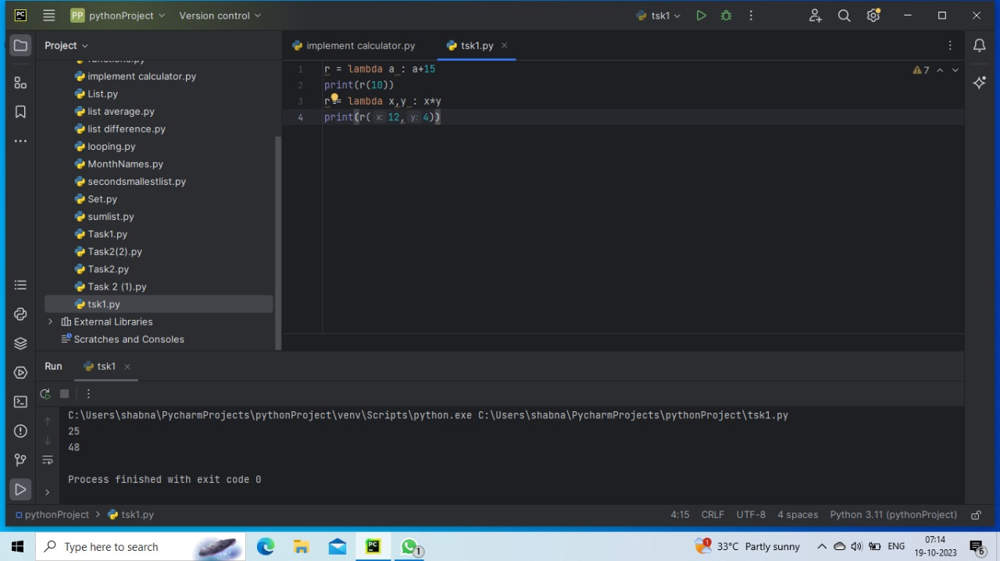 PC PP pythonProject Version control tsk1
Project
implement calculator.py tsk1.py
functions.py
implement calculator.py
List.py
list average.py
list difference.py
looping.py
MonthNames.py
secondsmallestlist.py
Set.py
sumlist.py
Task1.py
Task2(2).py
Task2.py
Task 2 (1).py
tsk1.py
External Libraries
Scratches and Consoles
1 r = lambda a : a+15
2 print(r(10))
3 r = lambda x,y : x*y
4 print(r( x: 12, y: 4))
7
Run tsk1
C:\Users\shabna\PycharmProjects\pythonProject\venv\Scripts\python.exe C:\Users\shabna\PycharmProjects\pythonProject\tsk1.py
25
48
Process finished with exit code 0
pythonProject > tsk1.py 4:15 CRLF UTF-8 4 spaces Python 3.11 (pythonProject)
Type here to search PC 1 1 33°C Partly sunny ENG 07:14
19-10-2023 6